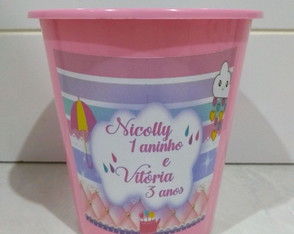 Nicolly
1 aninho
e
Vitória
3 anos